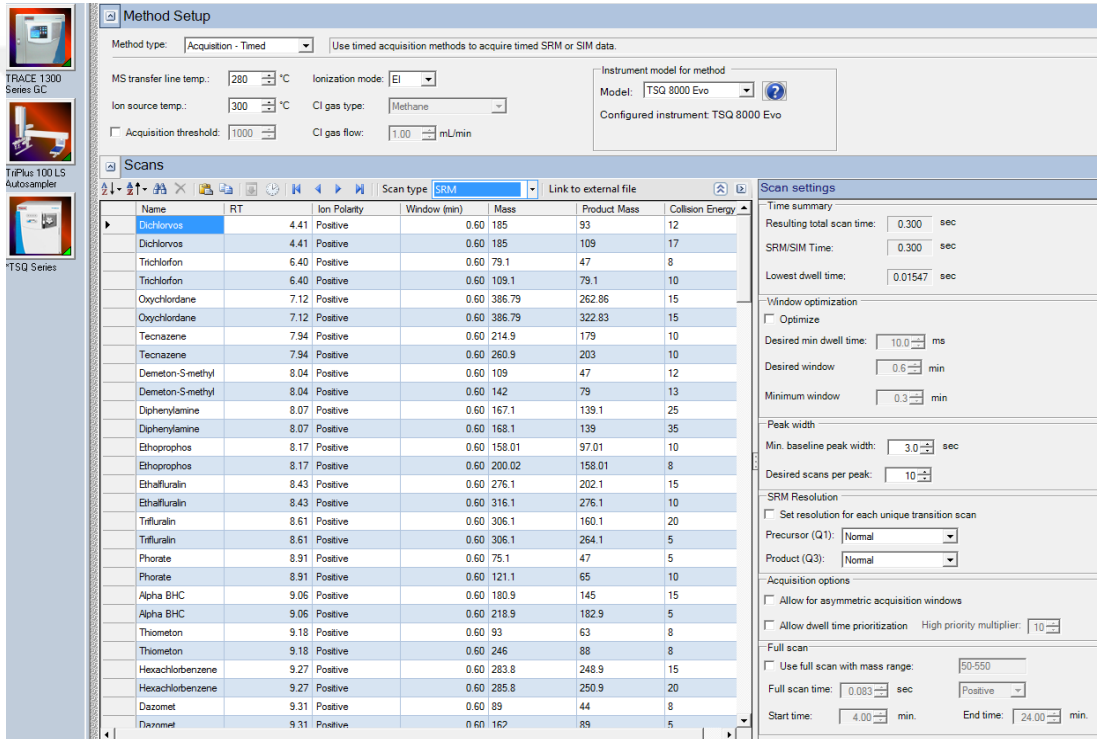 Method Setup
Method type: Acquisition - Timed Use timed acquisition methods to acquire timed SRM or SIM data.
MS transfer line temp.: 280 °C Ionization mode: EI
Ion source temp.: 300 °C CI gas type: Methane
Acquisition threshold: 1000 CI gas flow: 1.00 mL/min
Instrument model for method
Model: TSQ 8000 Evo ?
Configured instrument: TSQ 8000 Evo
TRACE 1300
Series GC
TriPlus 100 LS
Autosampler
*TSQ Series
Scans
Scan type SRM Link to external file
Name RT Ion Polarity Window (min) Mass Product Mass Collision Energy
Dichlorvos 4.41 Positive 0.60 185 93 12
Dichlorvos 4.41 Positive 0.60 185 109 17
Trichlorfon 6.40 Positive 0.60 79.1 47 8
Trichlorfon 6.40 Positive 0.60 109.1 79.1 10
Oxychlordane 7.12 Positive 0.60 386.79 262.86 15
Oxychlordane 7.12 Positive 0.60 386.79 322.83 15
Tecnazene 7.94 Positive 0.60 214.9 179 10
Tecnazene 7.94 Positive 0.60 260.9 203 10
Demeton-S-methyl 8.04 Positive 0.60 109 47 12
Demeton-S-methyl 8.04 Positive 0.60 142 79 13
Diphenylamine 8.07 Positive 0.60 167.1 139.1 25
Diphenylamine 8.07 Positive 0.60 168.1 139 35
Ethoprophos 8.17 Positive 0.60 158.01 97.01 10
Ethoprophos 8.17 Positive 0.60 200.02 158.01 8
Ethalfluralin 8.43 Positive 0.60 276.1 202.1 15
Ethalfluralin 8.43 Positive 0.60 316.1 276.1 10
Trifluralin 8.61 Positive 0.60 306.1 160.1 20
Trifluralin 8.61 Positive 0.60 306.1 264.1 5
Phorate 8.91 Positive 0.60 75.1 47 5
Phorate 8.91 Positive 0.60 121.1 65 10
Alpha BHC 9.06 Positive 0.60 180.9 145 15
Alpha BHC 9.06 Positive 0.60 218.9 182.9 5
Thiometon 9.18 Positive 0.60 93 63 8
Thiometon 9.18 Positive 0.60 246 88 8
Hexachlorbenzene 9.27 Positive 0.60 283.8 248.9 15
Hexachlorbenzene 9.27 Positive 0.60 285.8 250.9 20
Dazomet 9.31 Positive 0.60 89 44 8
Dazomet 9.31 Positive 0.60 162 89 5
Scan settings
Time summary
Resulting total scan time: 0.300 sec
SRM/SIM Time: 0.300 sec
Lowest dwell time; 0.01547 sec
Window optimization
Optimize
Desired min dwell time: 10.0 ms
Desired window 0.6 min
Minimum window 0.3 min
Peak width
Min. baseline peak width: 3.0 sec
Desired scans per peak: 10
SRM Resolution
Set resolution for each unique transition scan
Precursor (Q1): Normal
Product (Q3): Normal
Acquisition options
Allow for asymmetric acquisition windows
Allow dwell time prioritization High priority multiplier: 10
Full scan
Use full scan with mass range: 50-550
Full scan time: 0.083 sec Positive
Start time: 4.00 min. End time: 24.00 min.